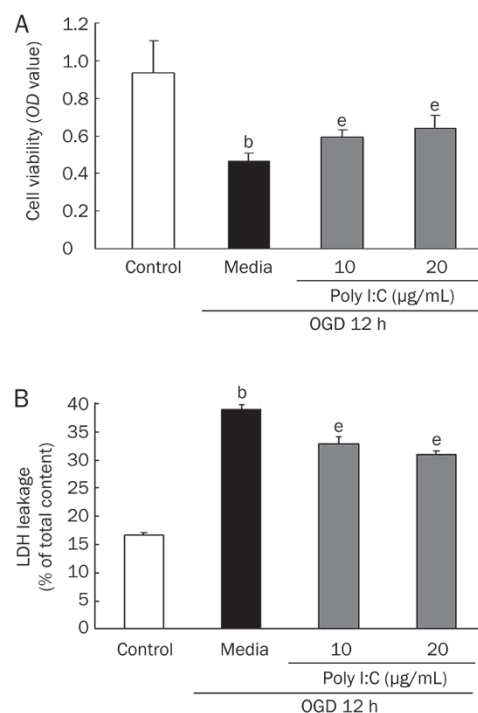 A
Cell viability (OD value)
1.2
1.0
0.8
0.6
0.4
0.2
0
b
e
e
Control
Media
10
20
Poly I:C (µg/mL)
OGD 12 h
B
LDH leakage
(% of total content)
40
35
30
25
20
15
10
5
0
b
e
e
Control
Media
10
20
Poly I:C (µg/mL)
OGD 12 h